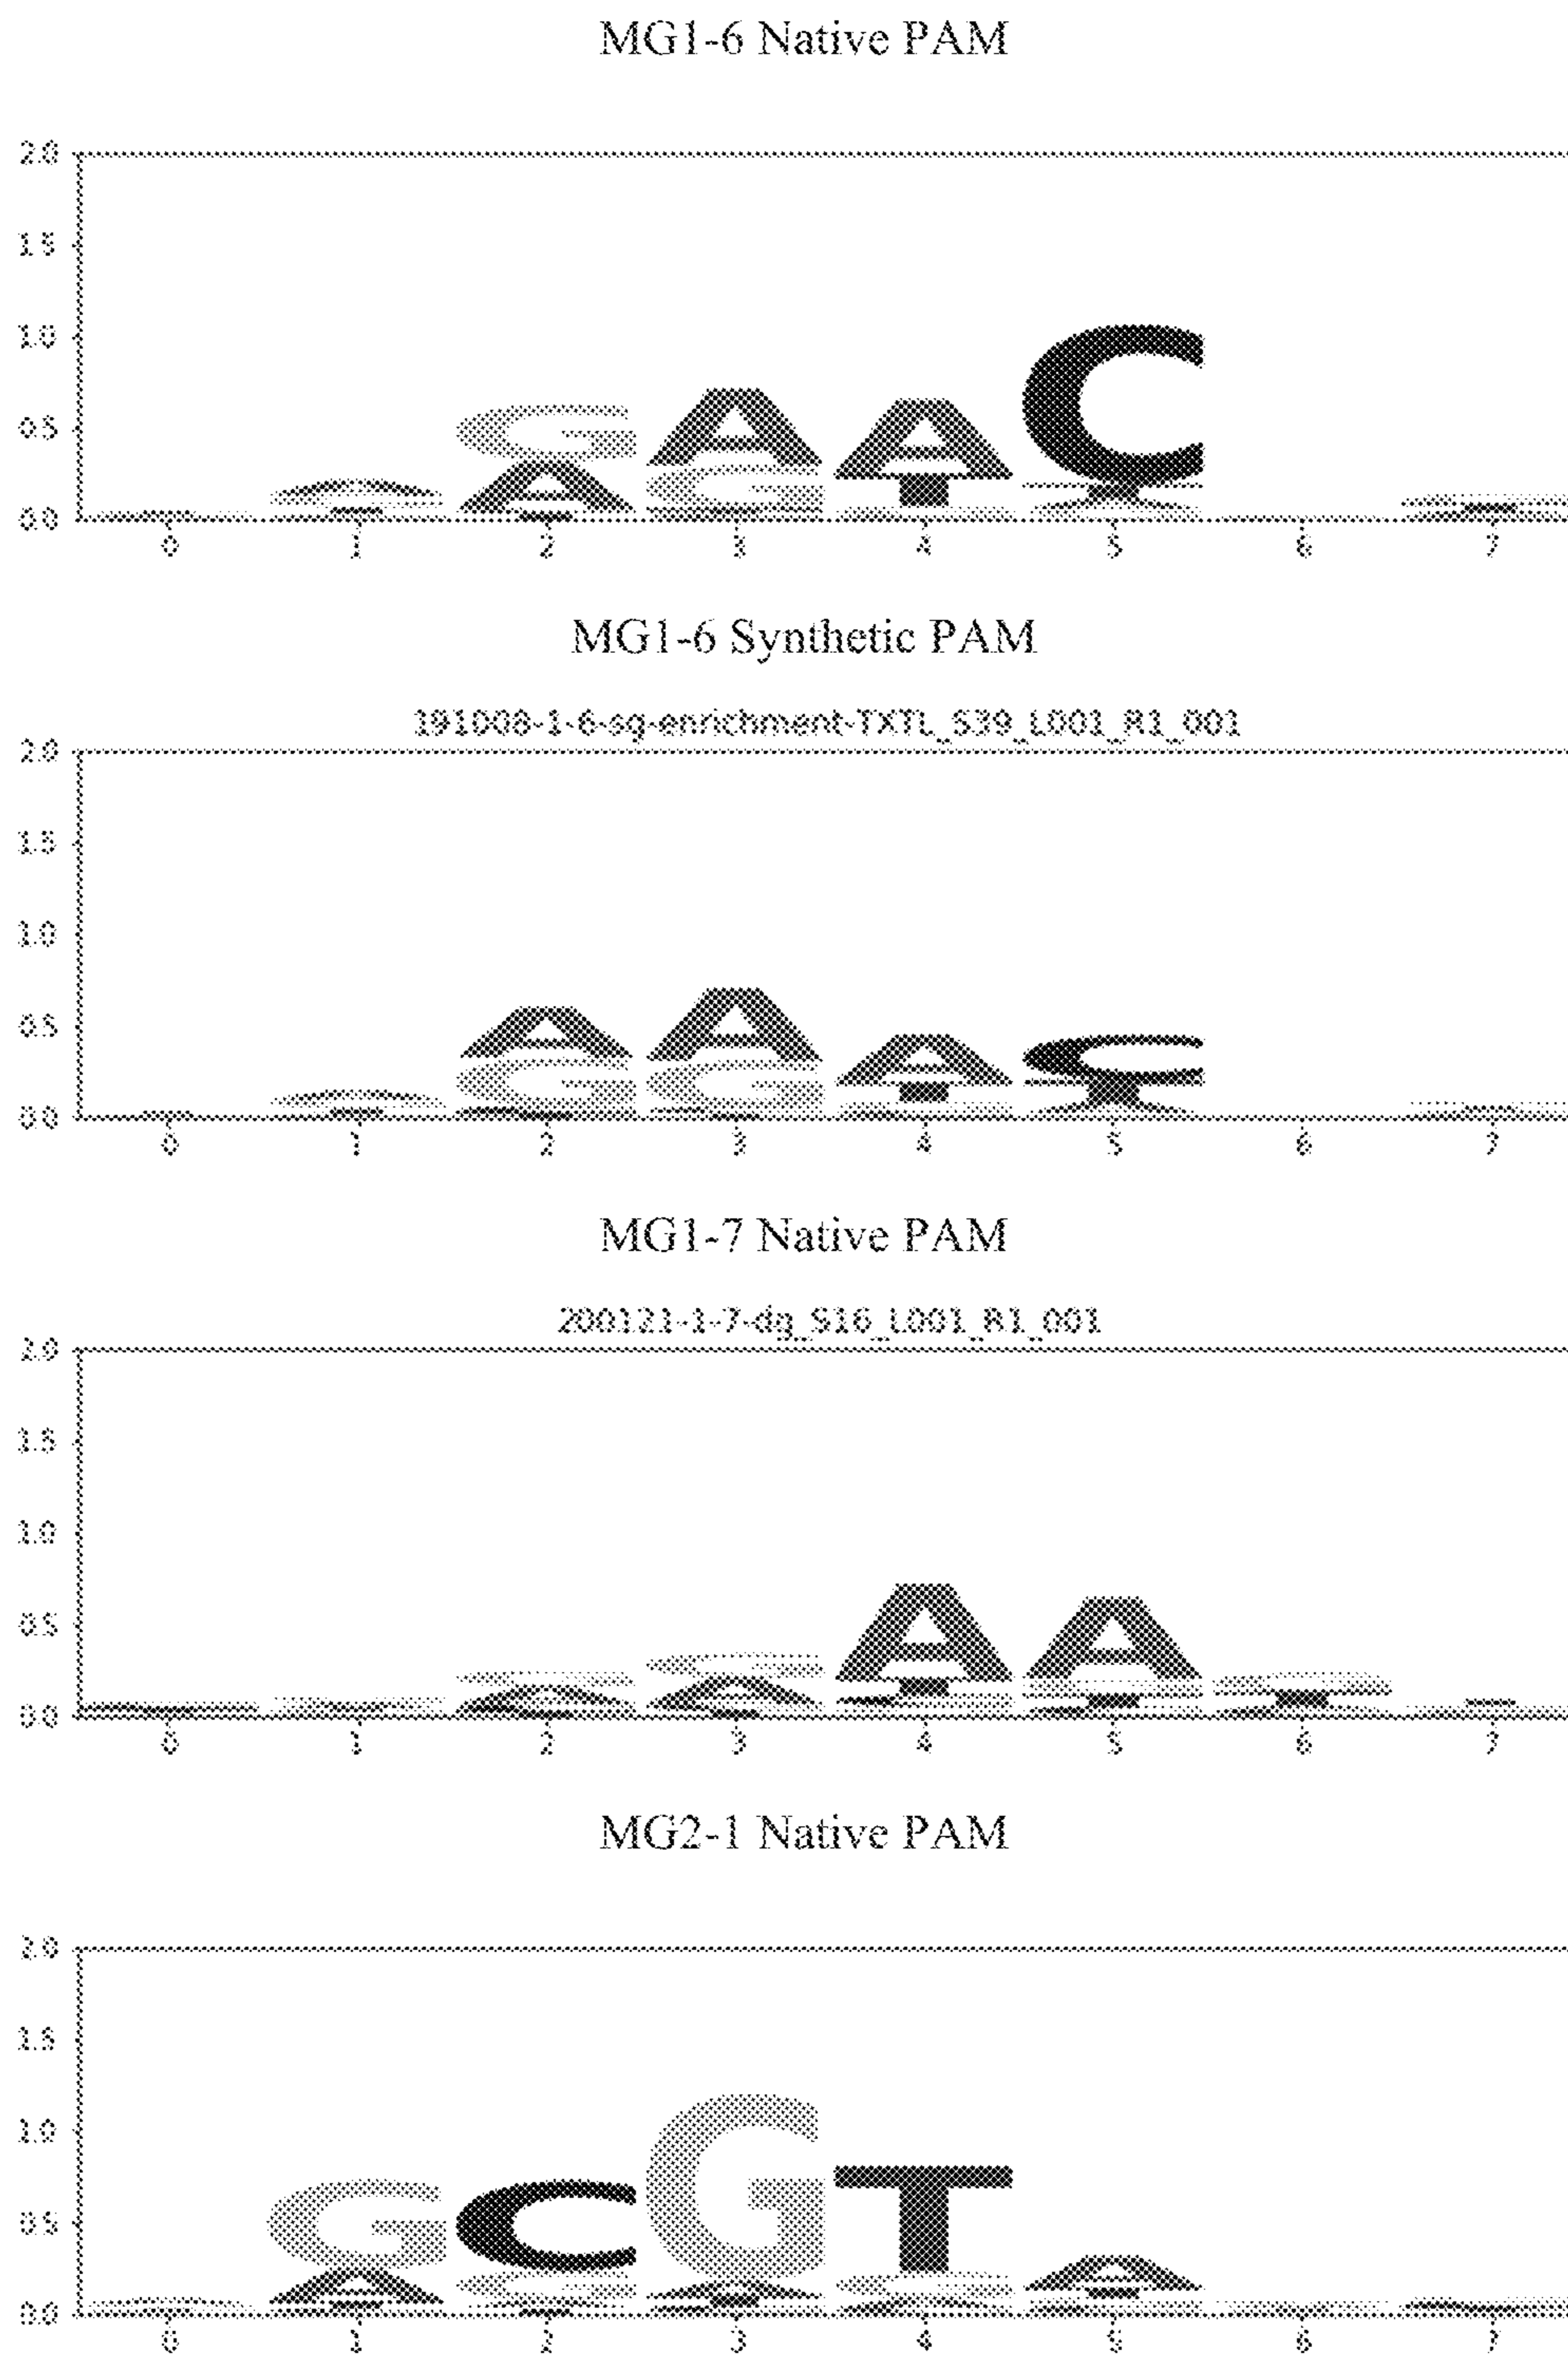 MG1-6 Native PAM
2.0
1.5
1.0
0.5
0.0
G A A C
A G T
0 1 2 3 4 5 6 7
MG1-6 Synthetic PAM
191008-1-6-sq-enrichment-TXTL_S39_L001_R1_001
2.0
1.5
1.0
0.5
0.0
A A A C
G G T T
0 1 2 3 4 5 6 7
MG1-7 Native PAM
200121-1-7-dq_S16_L001_R1_001
2.0
1.5
1.0
0.5
0.0
A A
0 1 2 3 4 5 6 7
MG2-1 Native PAM
2.0
1.5
1.0
0.5
0.0
G C G T A
A G A
0 1 2 3 4 5 6 7